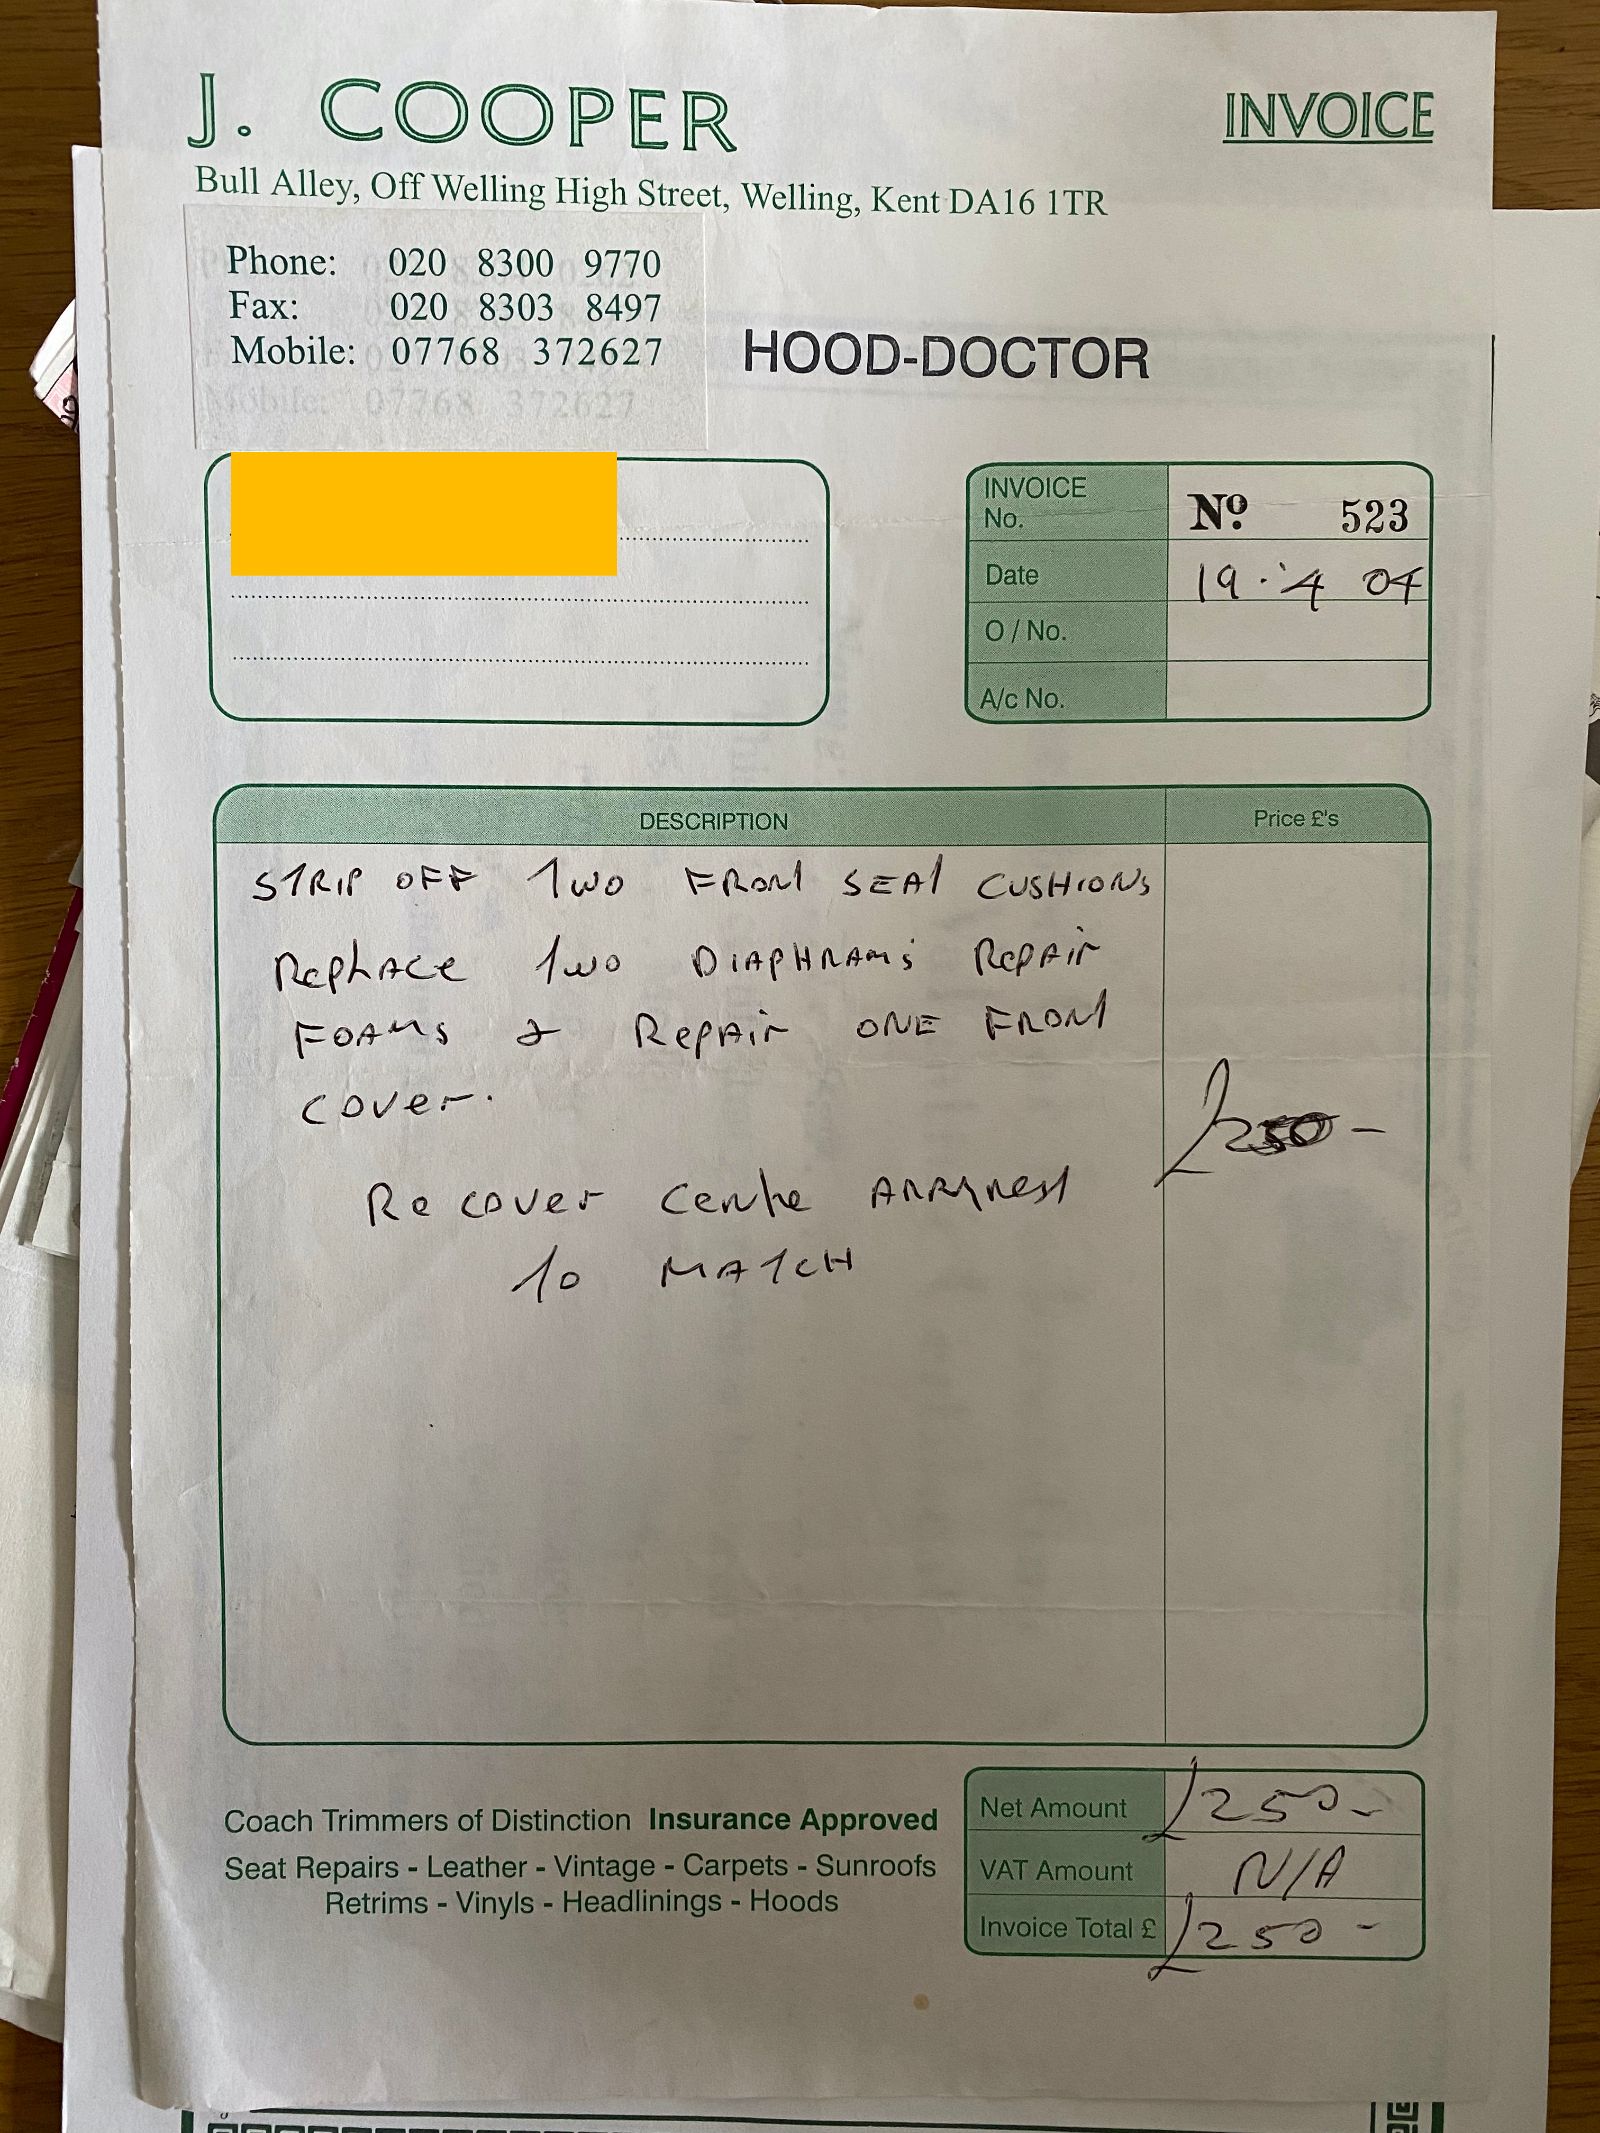 J. COOPER
INVOICE
Bull Alley, Off Welling High Street, Welling, Kent DA16 1TR
Phone: 020 8300 9770
Fax: 020 8303 8497
Mobile: 07768 372627
Mobile: 07768 372627
HOOD-DOCTOR
INVOICE No. Nº. 523
Date 19 · 4 04
O / No.
A/c No.
DESCRIPTION Price £'s
STRIP OFF TWO FRONT SEAT CUSHIONS
REPLACE TWO DIAPHRAMS REPAIR
FOAMS & REPAIR ONE FRONT
COVER.
£250 -
RE COVER CENTRE ARMREST
TO MATCH
Coach Trimmers of Distinction Insurance Approved
Seat Repairs - Leather - Vintage - Carpets - Sunroofs
Retrims - Vinyls - Headlinings - Hoods
Net Amount £250 -
VAT Amount N/A
Invoice Total £ £250 -